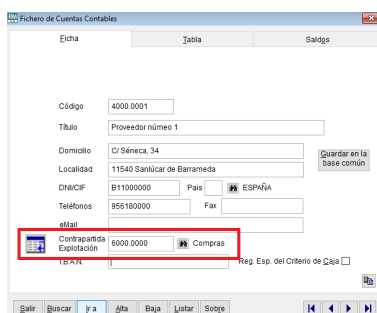 Fichero de Cuentas Contables
Ficha Tabla Saldos
Código 4000.0001
Título Proveedor númeo 1
Domicilio C/ Séneca, 34
Guardar en la
base común
Localidad 11540 Sanlúcar de Barrameda
DNI/CIF B11000000 Pais ESPAÑA
Teléfonos 956180000 Fax
eMail
Contrapartida
Explotación 6000.0000 Compras
I.B.A.N. Reg. Esp. del Criterio de Caja
Salir Buscar Ir a Alta Baja Listar Sobre